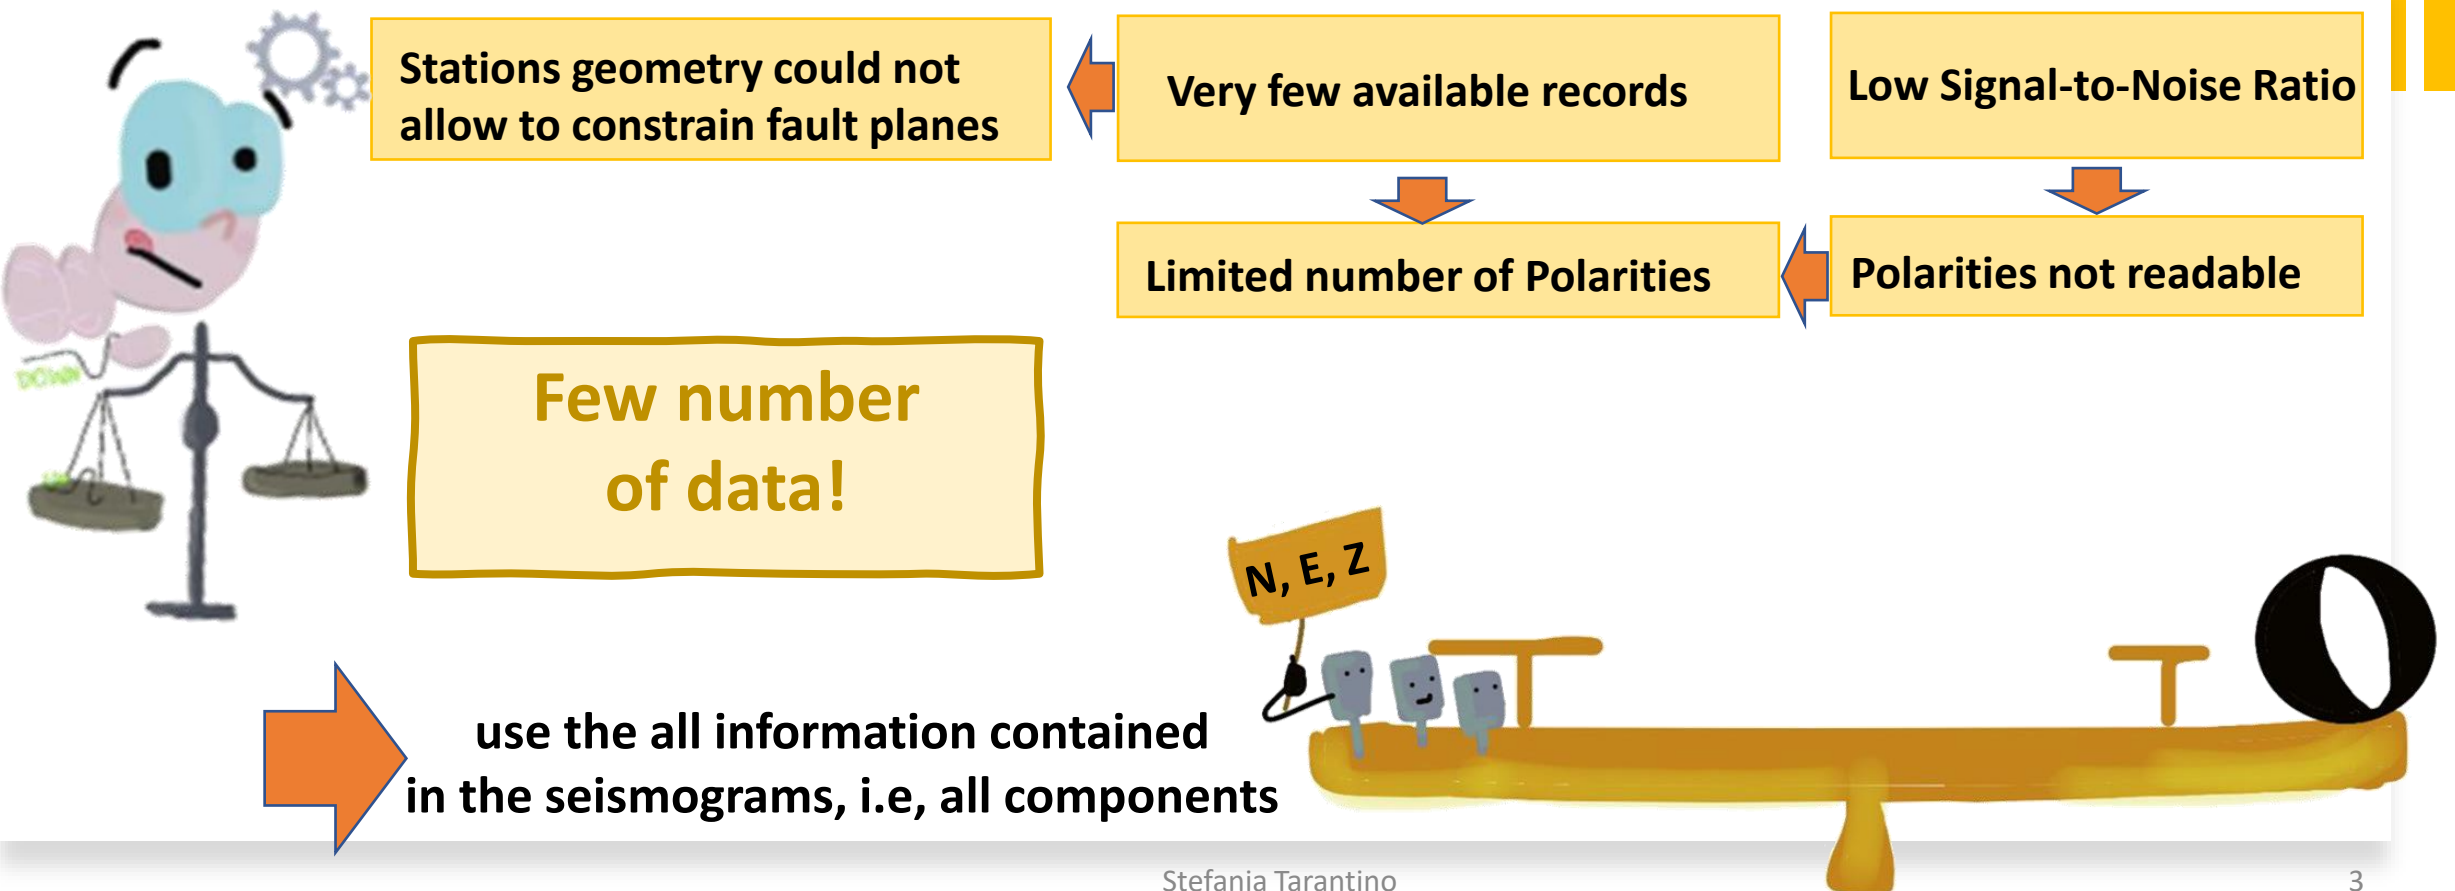 Stations geometry could not
allow to constrain fault planes
Very few available records
Low Signal-to-Noise Ratio
Limited number of Polarities
Polarities not readable
DOWN
Few number
of data!
N, E, Z
use the all information contained
in the seismograms, i.e, all components
Stefania Tarantino
3